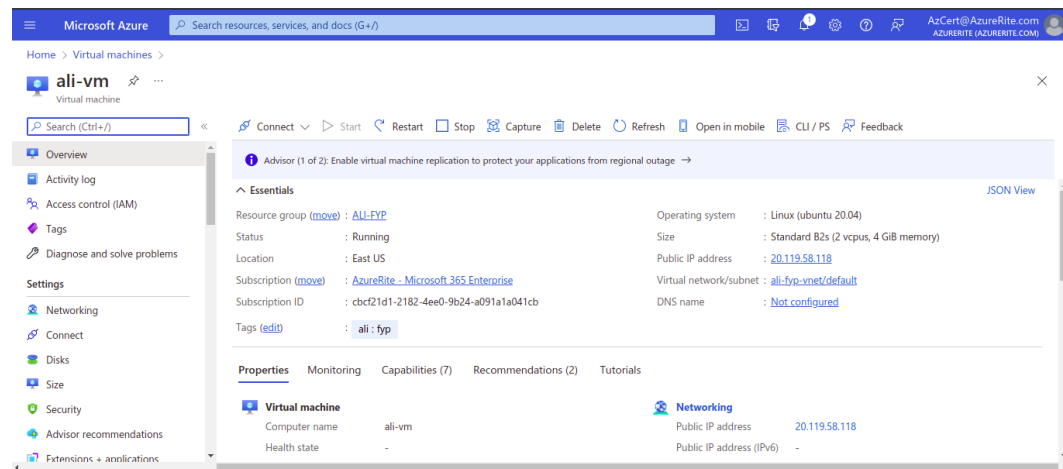 Microsoft Azure
Search resources, services, and docs (G+/)
1
AzCert@AzureRite.com
AZURERITE (AZURERITE.COM)
Home > Virtual machines >
ali-vm ...
Virtual machine
Search (Ctrl+/) «
Connect Start Restart Stop Capture Delete Refresh Open in mobile CLI / PS Feedback
Overview
Activity log
Access control (IAM)
Tags
Diagnose and solve problems
Settings
Networking
Connect
Disks
Size
Security
Advisor recommendations
Extensions + applications
Advisor (1 of 2): Enable virtual machine replication to protect your applications from regional outage →
Essentials
JSON View
Resource group (move) : ALI-FYP
Status : Running
Location : East US
Subscription (move) : AzureRite - Microsoft 365 Enterprise
Subscription ID : cbcf21d1-2182-4ee0-9b24-a091a1a041cb
Tags (edit) : ali : fyp
Operating system : Linux (ubuntu 20.04)
Size : Standard B2s (2 vcpus, 4 GiB memory)
Public IP address : 20.119.58.118
Virtual network/subnet : ali-fyp-vnet/default
DNS name : Not configured
Properties Monitoring Capabilities (7) Recommendations (2) Tutorials
Virtual machine
Computer name ali-vm
Health state -
Networking
Public IP address 20.119.58.118
Public IP address (IPv6) -